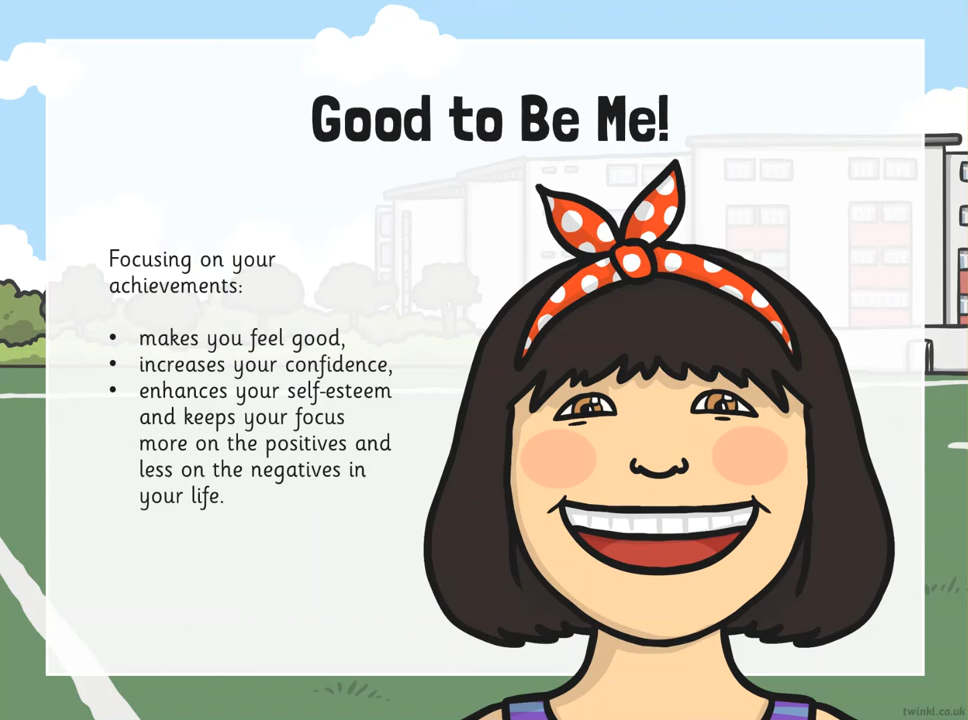 Good to Be Me!
Focusing on your
achievements:
• makes you feel good,
• increases your confidence,
• enhances your self-esteem
and keeps your focus
more on the positives and
less on the negatives in
your life.
twinkl.co.uk